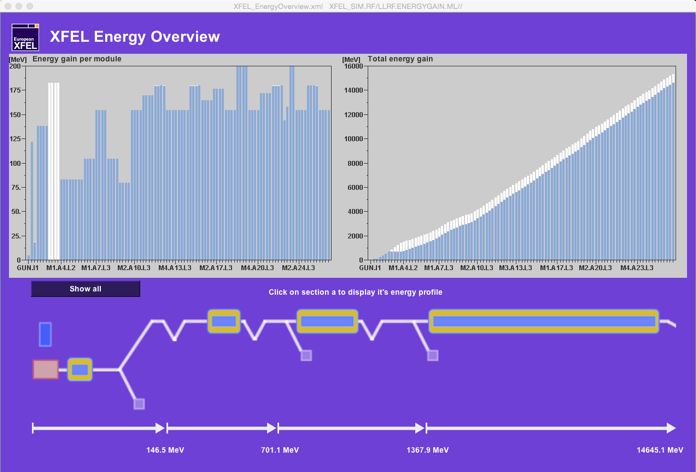 XFEL_EnergyOverview.xml XFEL_SIM.RF/LLRF.ENERGYGAIN.ML//
European
XFEL
XFEL Energy Overview
[MeV] Energy gain per module
200
175
150
125
100
75
50
25
0
GUN.I1 M1.A4.L2 M1.A7.L3 M2.A10.L3 M4.A13.L3 M2.A17.L3 M4.A20.L3 M2.A24.L3
[MeV] Total energy gain
16000
14000
12000
10000
8000
6000
4000
2000
0
GUN.I1 M1.A4.L2 M1.A7.L3 M2.A10.L3 M3.A13.L3 M1.A17.L3 M2.A20.L3 M4.A23.L3
Show all
Click on section a to display it's energy profile
146.5 MeV 701.1 MeV 1367.9 MeV 14645.1 MeV